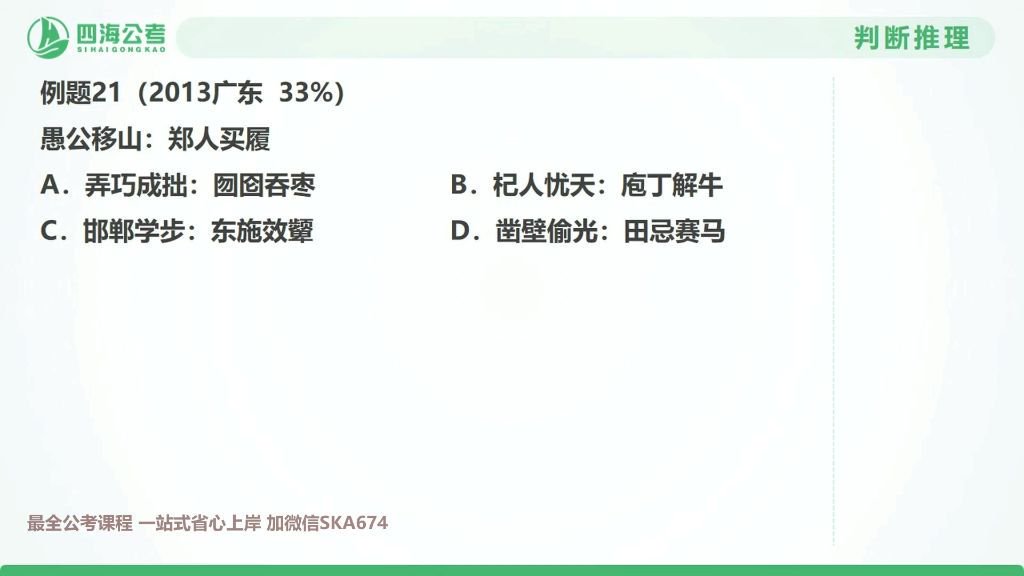 四海公考
SIHAIGONGKAO
判断推理
例题21（2013广东 33%）
愚公移山：郑人买履
A．弄巧成拙：囫囵吞枣
B．杞人忧天：庖丁解牛
C．邯郸学步：东施效颦
D．凿壁偷光：田忌赛马
最全公考课程 一站式省心上岸 加微信SKA674